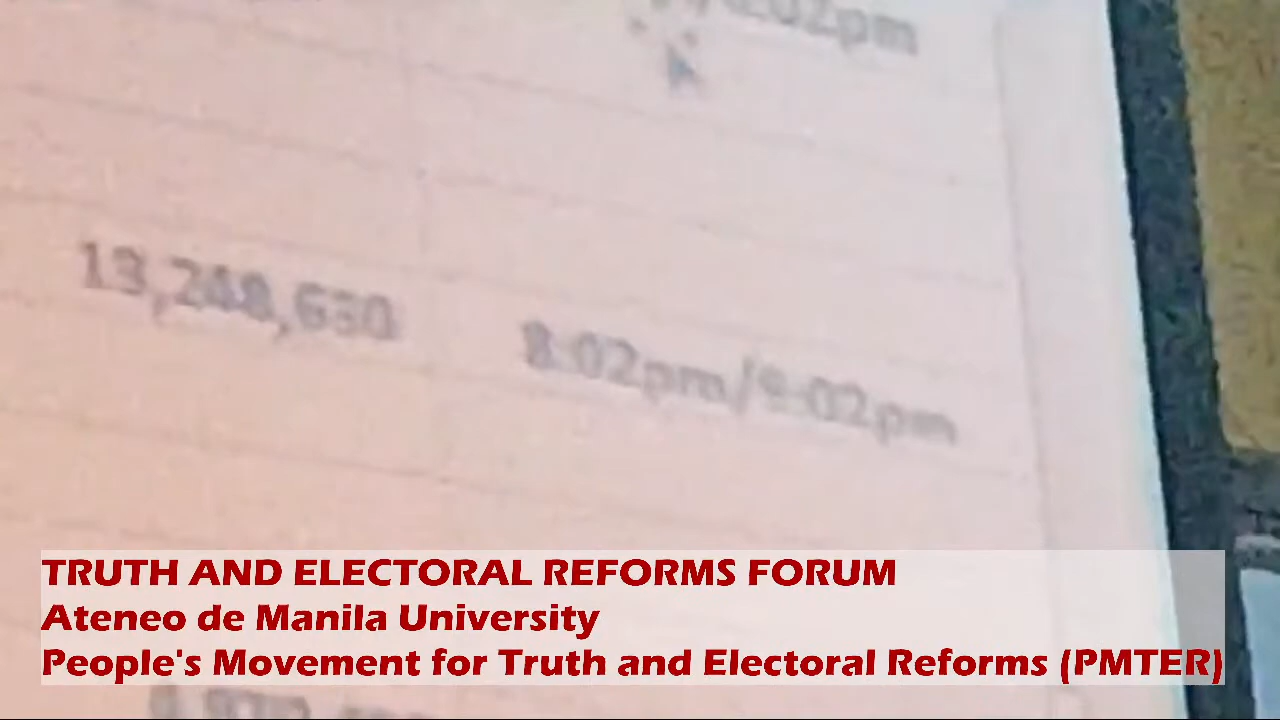 13,248,630 8:02pm/9:02pm
TRUTH AND ELECTORAL REFORMS FORUM
Ateneo de Manila University
People's Movement for Truth and Electoral Reforms (PMTER)